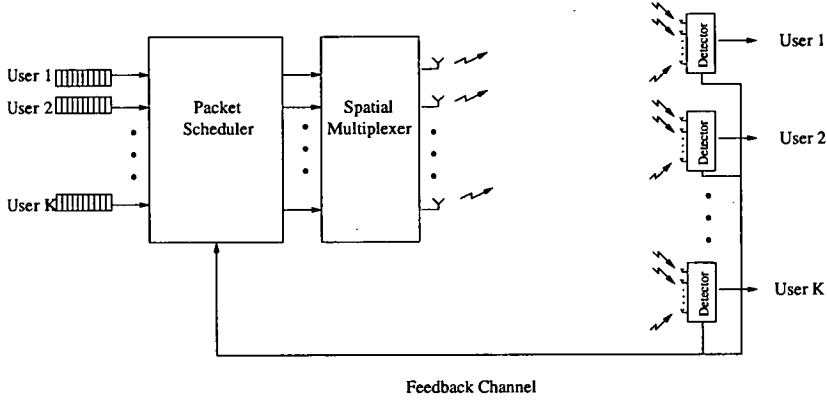 User 1
User 2
User K
Packet
Scheduler
Spatial
Multiplexer
Detector
User 1
Detector
User 2
Detector
User K
Feedback Channel